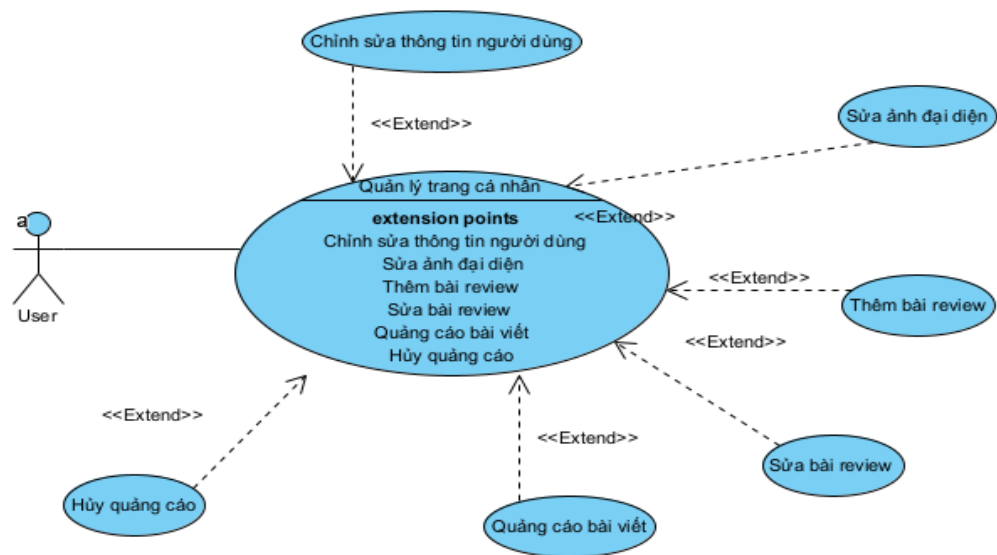 Chỉnh sửa thông tin người dùng
<<Extend>>
Sửa ảnh đại diện
Quản lý trang cá nhân
<<Extend>>
a
extension points
Chỉnh sửa thông tin người dùng
Sửa ảnh đại diện
Thêm bài review
Sửa bài review
Quảng cáo bài viết
Hủy quảng cáo
User
<<Extend>>
Thêm bài review
<<Extend>>
<<Extend>>
<<Extend>>
Sửa bài review
Hủy quảng cáo
Quảng cáo bài viết